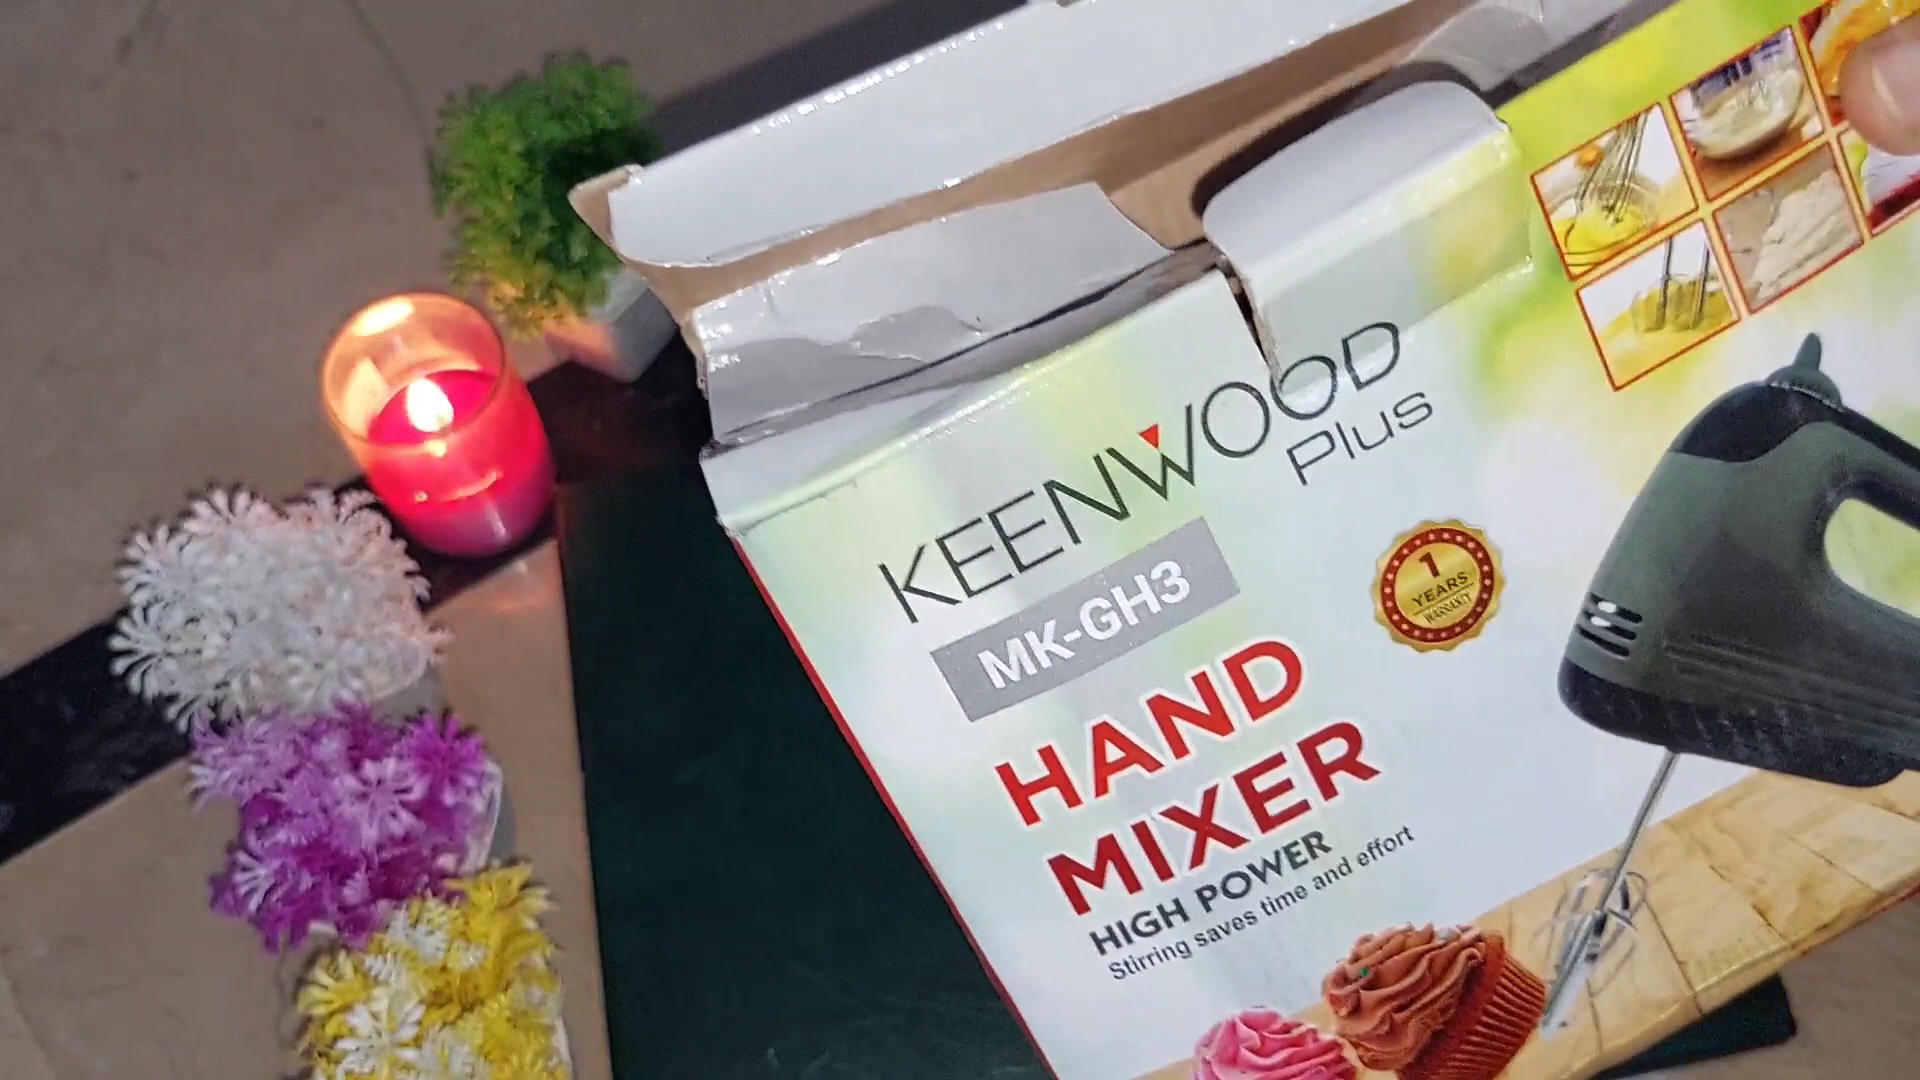 KEENWOOD
Plus
MK-GH3
1
YEARS
WARRANTY
HAND
MIXER
HIGH POWER
Stirring saves time and effort